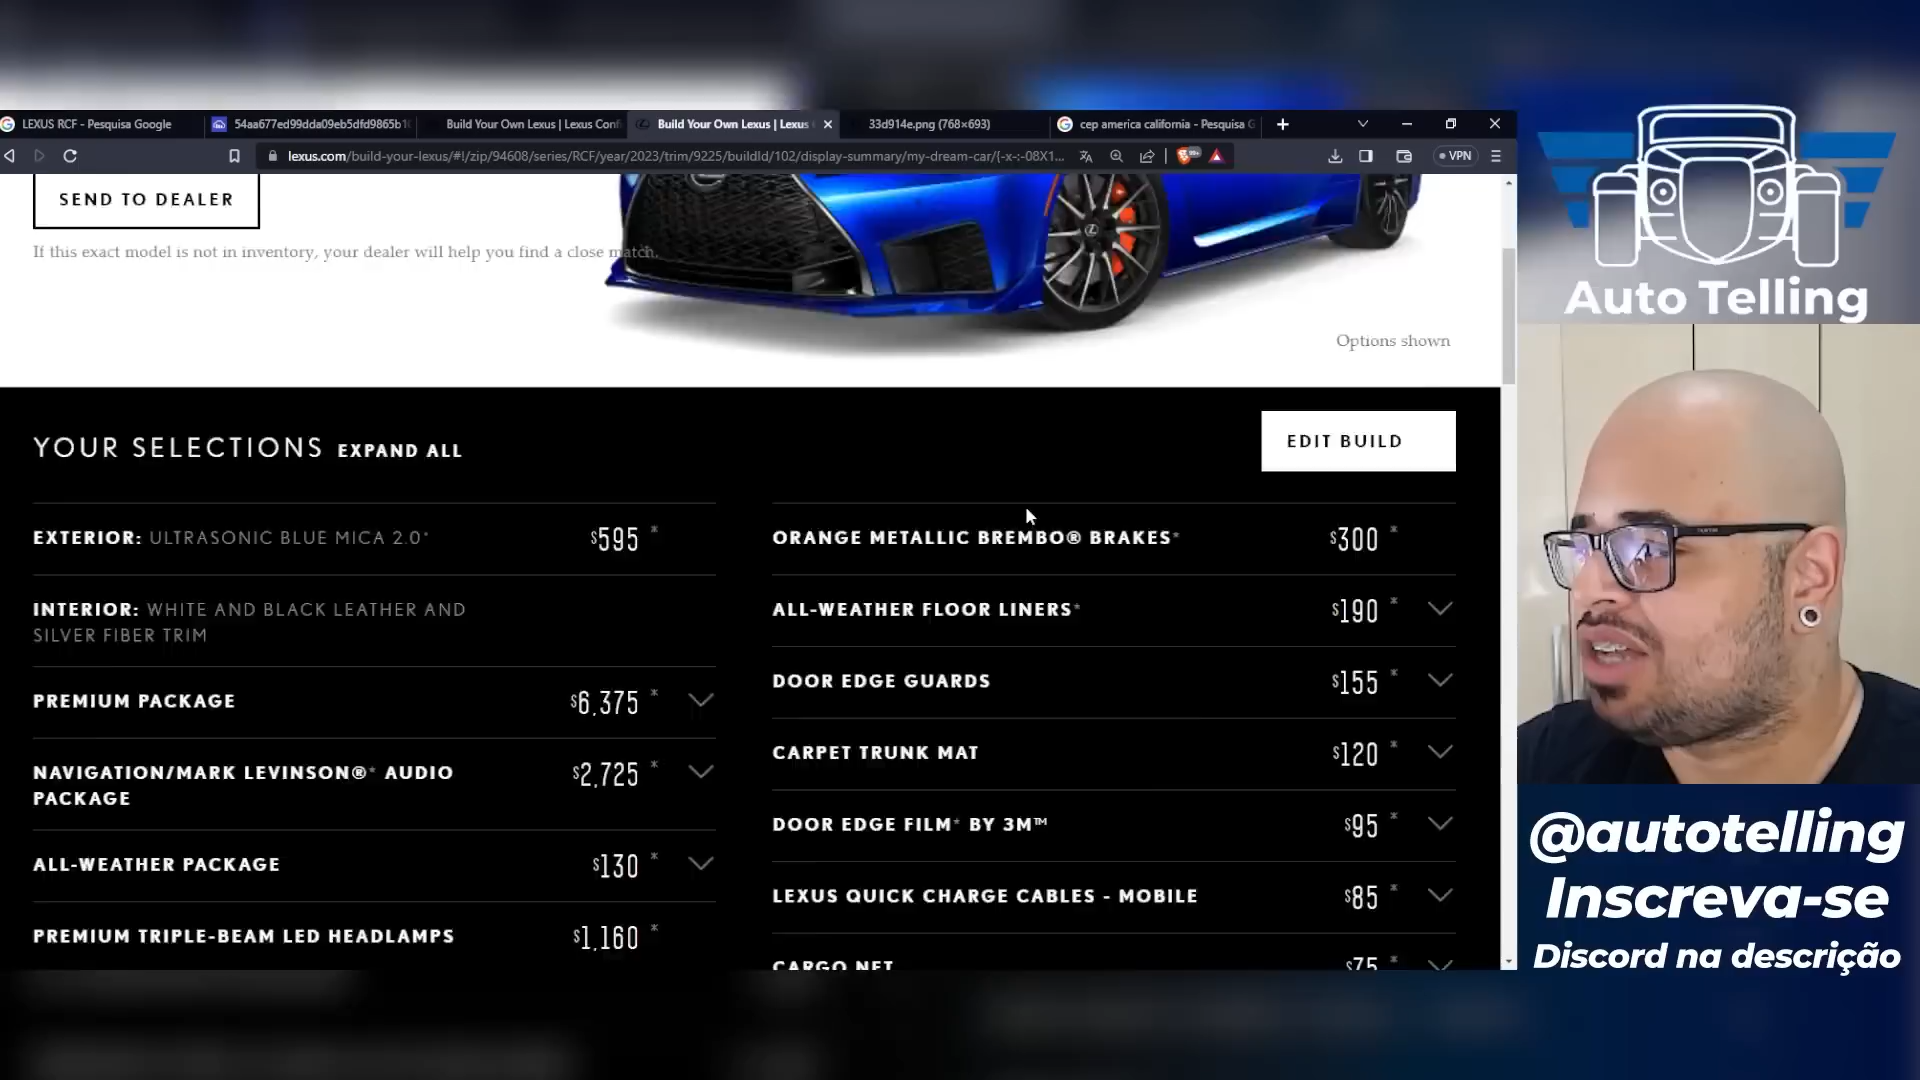 LEXUS RCF - Pesquisa Google
54aa677ed99dda09eb5dfd9865b1
Build Your Own Lexus | Lexus Conf
Build Your Own Lexus | Lexus
33d914e.png (768×693)
cep america california - Pesquisa G
lexus.com/build-your-lexus/#!/zip/94608/series/RCF/year/2023/trim/9225/buildId/102/display-summary/my-dream-car/(-x-:-08X1...
VPN
SEND TO DEALER
If this exact model is not in inventory, your dealer will help you find a close match.
Options shown
YOUR SELECTIONS EXPAND ALL
EDIT BUILD
EXTERIOR: ULTRASONIC BLUE MICA 2.0* $595 *
INTERIOR: WHITE AND BLACK LEATHER AND
SILVER FIBER TRIM
PREMIUM PACKAGE $6,375 *
NAVIGATION/MARK LEVINSON®* AUDIO
PACKAGE $2,725 *
ALL-WEATHER PACKAGE $130 *
PREMIUM TRIPLE-BEAM LED HEADLAMPS $1,160 *
ORANGE METALLIC BREMBO® BRAKES* $300 *
ALL-WEATHER FLOOR LINERS* $190 *
DOOR EDGE GUARDS $155 *
CARPET TRUNK MAT $120 *
DOOR EDGE FILM* BY 3M™ $95 *
LEXUS QUICK CHARGE CABLES - MOBILE $85 *
CARGO NET $75 *
Auto Telling
@autotelling
Inscreva-se
Discord na descrição